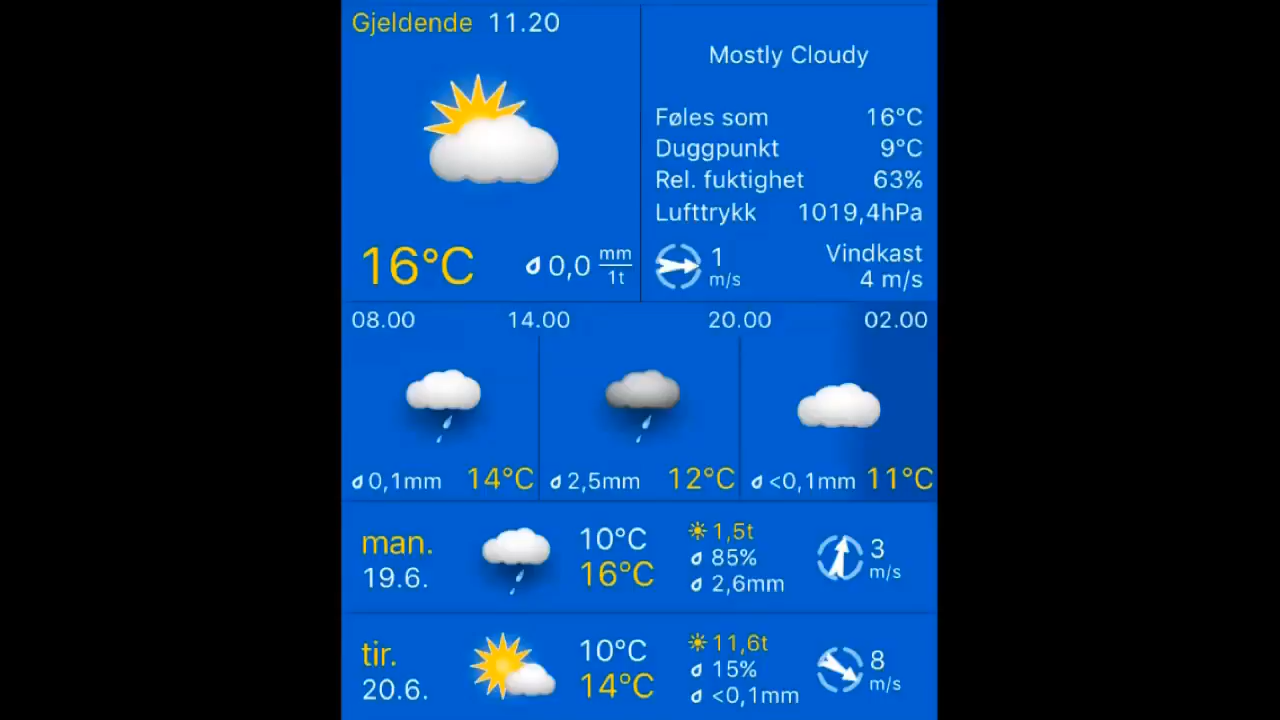 Gjeldende 11.20
Mostly Cloudy
Føles som 16°C
Duggpunkt 9°C
Rel. fuktighet 63%
Lufttrykk 1019,4hPa
16°C 0,0 mm/1t
1 m/s
Vindkast
4 m/s
08.00 14.00 20.00 02.00
0,1mm 14°C 2,5mm 12°C <0,1mm 11°C
man.
19.6.
10°C
16°C
1,5t
85%
2,6mm
3
m/s
tir.
20.6.
10°C
14°C
11,6t
15%
<0,1mm
8
m/s